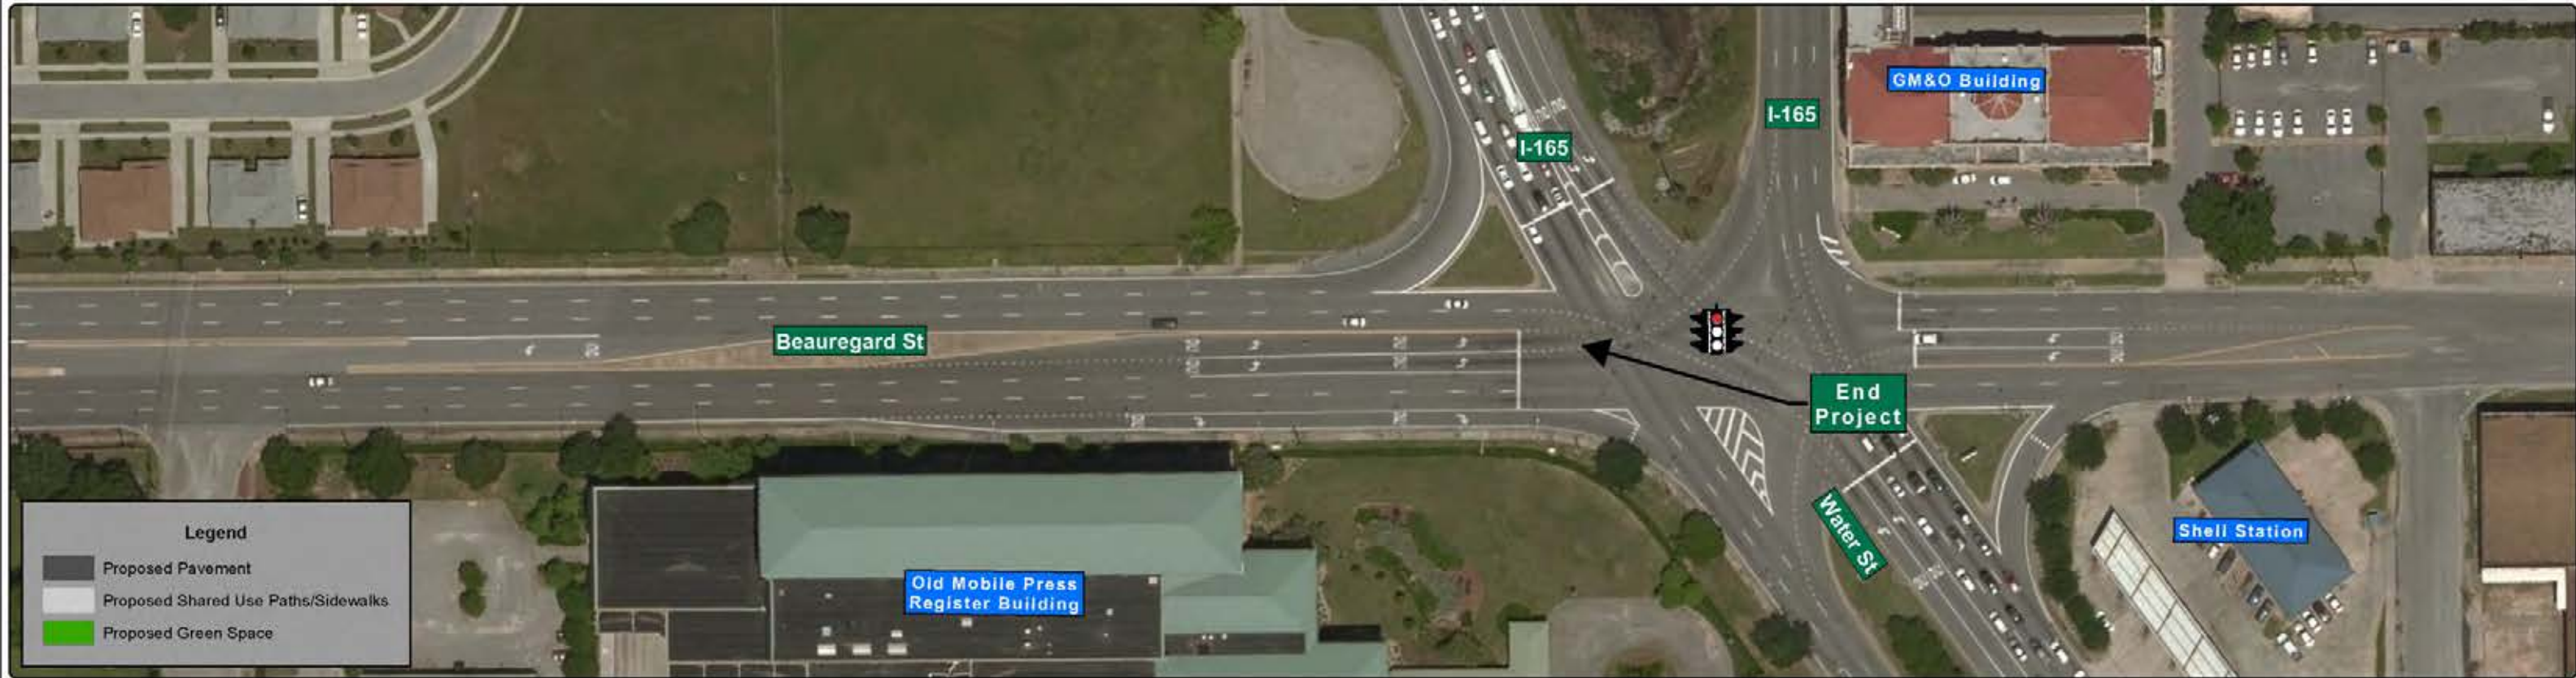 GM&O Building
I-165
I-165
Beauregard St
End
Project
Water St
Shell Station
Old Mobile Press
Register Building
Legend
Proposed Pavement
Proposed Shared Use Paths/Sidewalks
Proposed Green Space